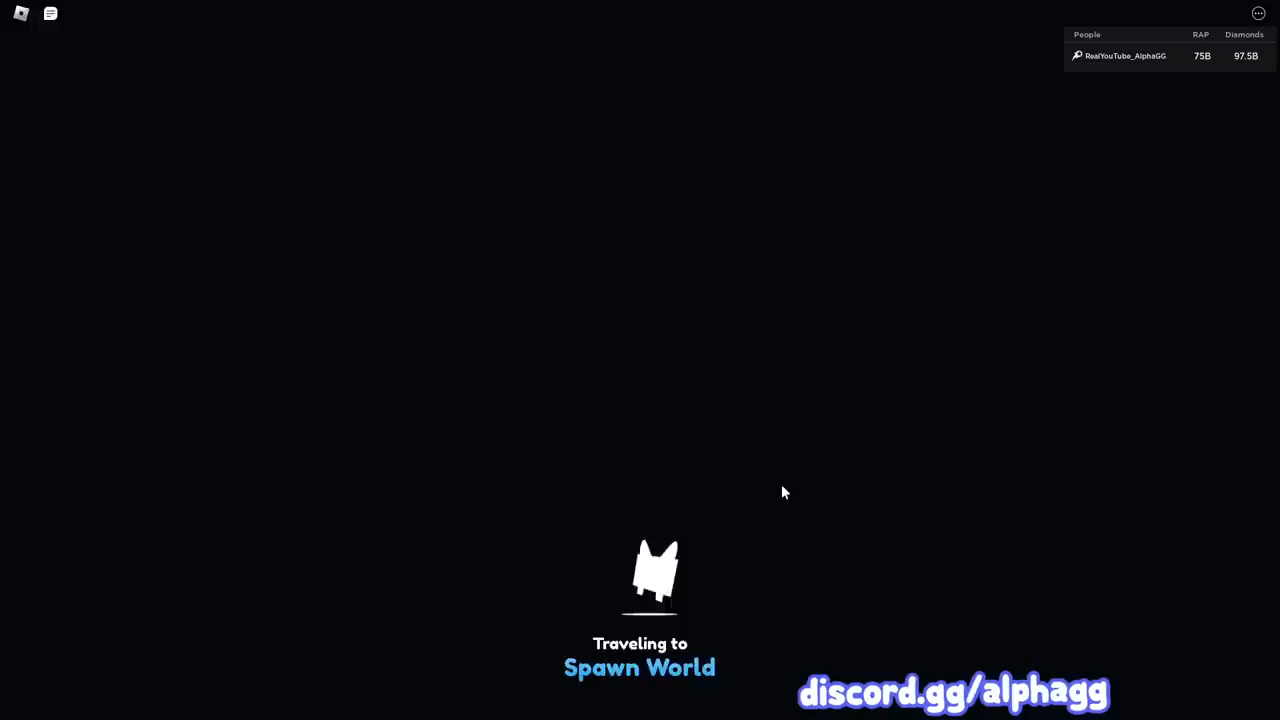 People RAP Diamonds
RealYouTube_AlphaGG 75B 97.5B
Traveling to
Spawn World
discord.gg/alphagg